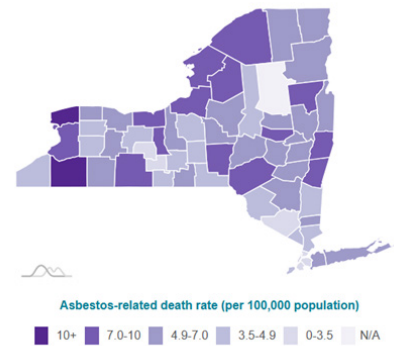 Asbestos-related death rate (per 100,000 population)
10+ 7.0-10 4.9-7.0 3.5-4.9 0-3.5 N/A